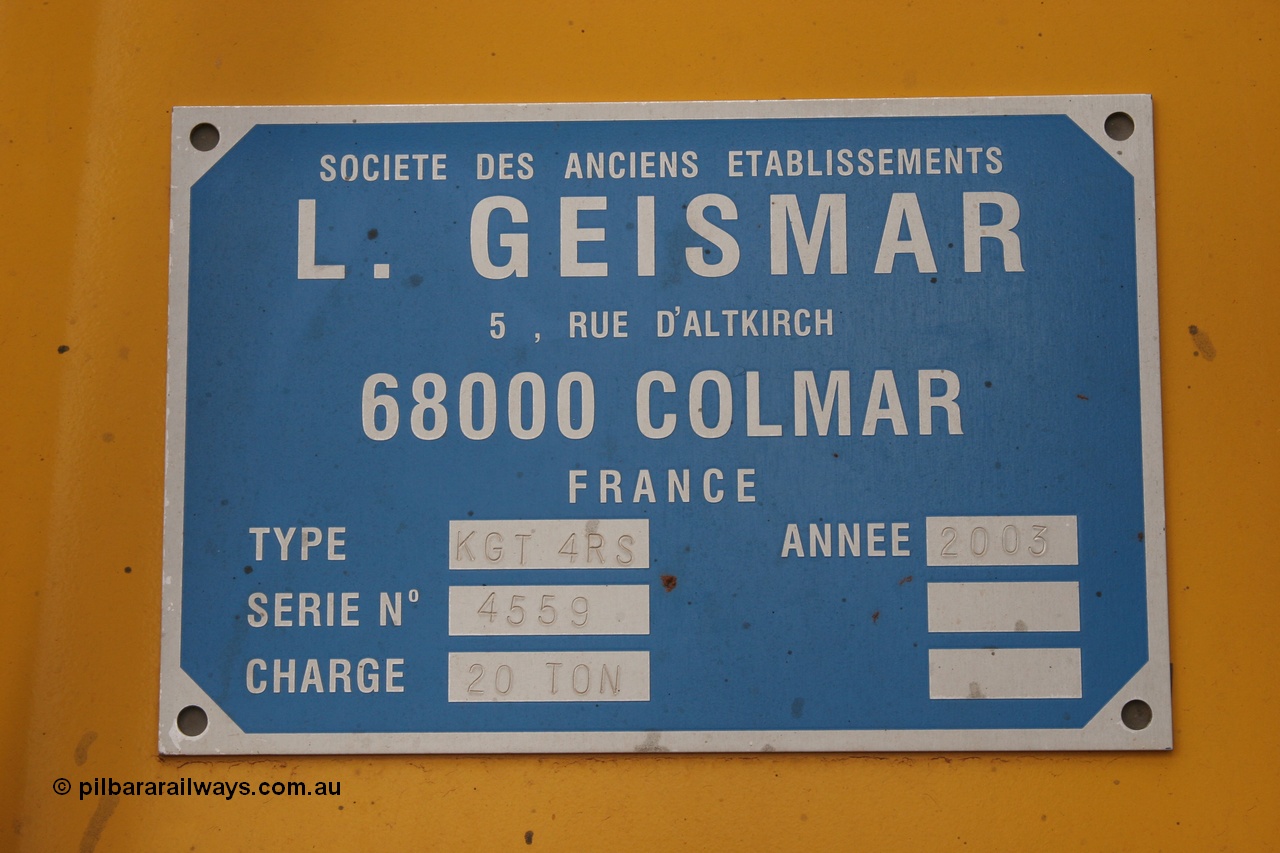 SOCIETE DES ANCIENS ETABLISSEMENTS
L. GEISMAR
5 , RUE D'ALTKIRCH
68000 COLMAR
FRANCE
TYPE KGT 4RS ANNEE 2003
SERIE Nº 4559
CHARGE 20 TON
© pilbararailways.com.au